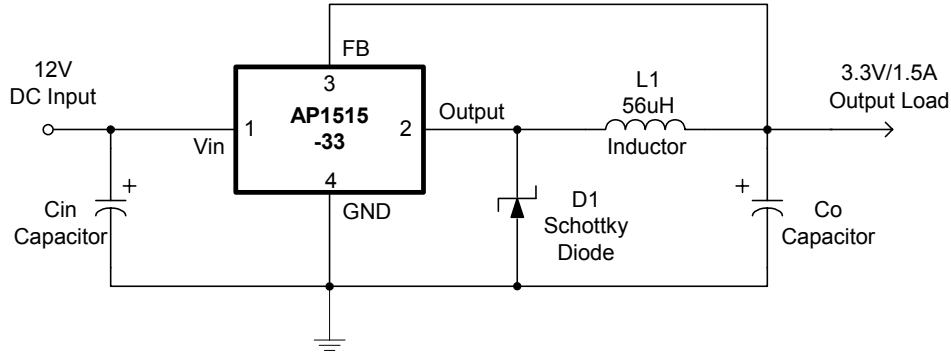 FB
12V
DC Input
3
AP1515
-33
1
2
4
Vin
GND
Output
L1
56uH
Inductor
3.3V/1.5A
Output Load
+
Cin
Capacitor
D1
Schottky
Diode
+
Co
Capacitor